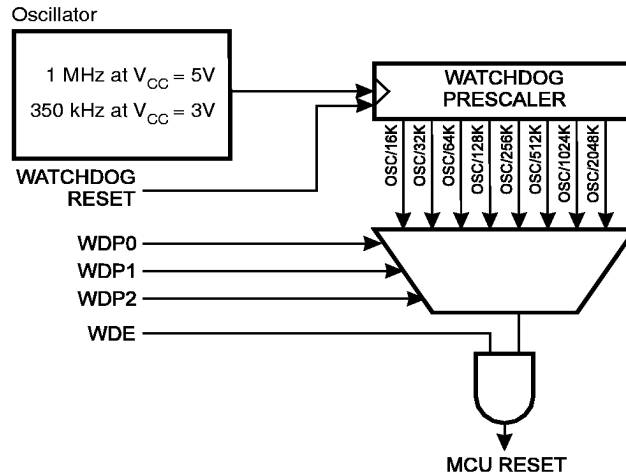 Oscillator
1 MHz at VCC = 5V
350 kHz at VCC = 3V
WATCHDOG
PRESCALER
OSC/16K
OSC/32K
OSC/64K
OSC/128K
OSC/256K
OSC/512K
OSC/1024K
OSC/2048K
WATCHDOG
RESET
WDP0
WDP1
WDP2
WDE
MCU RESET